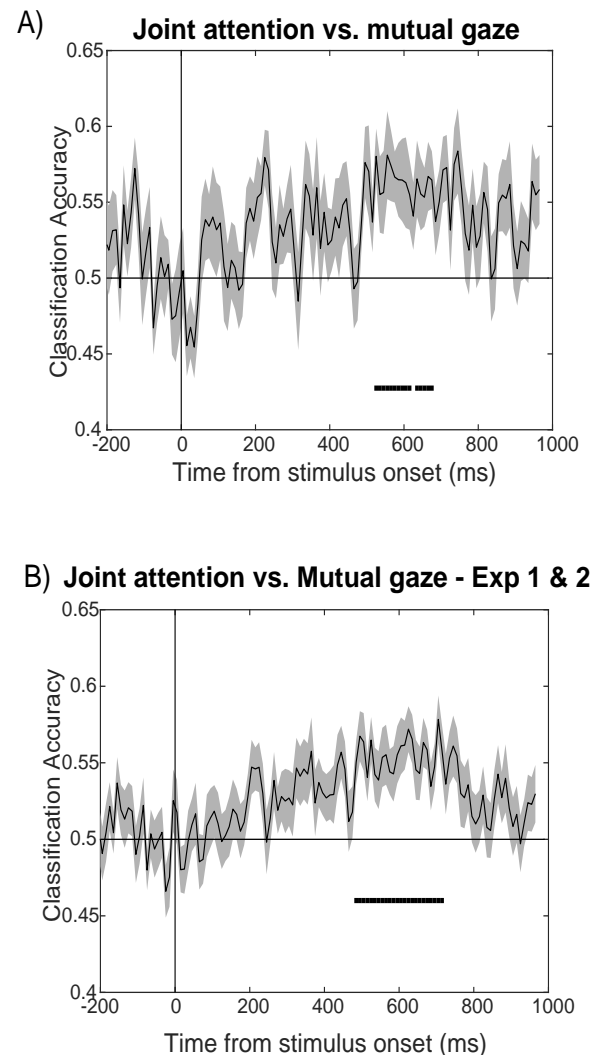 A)
Joint attention vs. mutual gaze
Classification Accuracy
0.65
0.6
0.55
0.5
0.45
0.4
-200 0 200 400 600 800 1000
Time from stimulus onset (ms)
B) Joint attention vs. Mutual gaze - Exp 1 & 2
Classification Accuracy
0.65
0.6
0.55
0.5
0.45
0.4
-200 0 200 400 600 800 1000
Time from stimulus onset (ms)